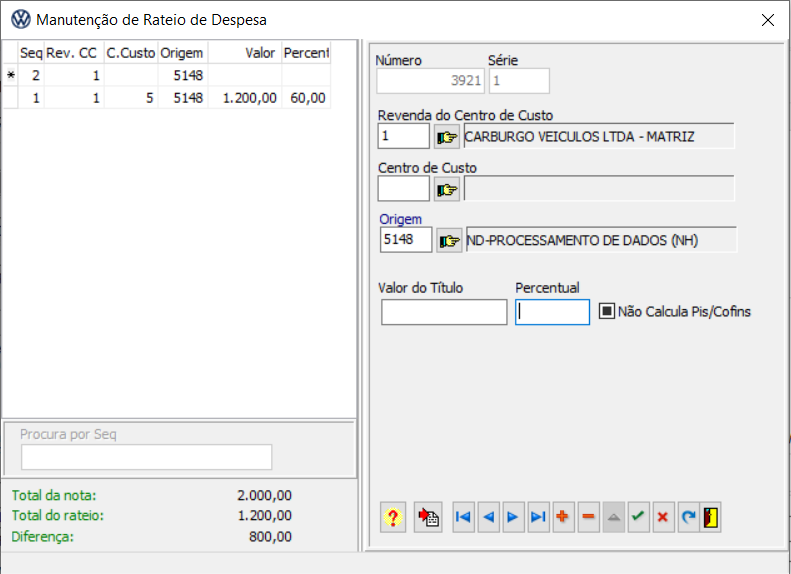 Manutenção de Rateio de Despesa
Seq Rev. CC C.Custo Origem Valor Percent
* 2 1 5148
1 1 5 5148 1.200,00 60,00
Procura por Seq
Total da nota: 2.000,00
Total do rateio: 1.200,00
Diferença: 800,00
Número Série
3921 1
Revenda do Centro de Custo
1 CARBURGO VEICULOS LTDA - MATRIZ
Centro de Custo
Origem
5148 ND-PROCESSAMENTO DE DADOS (NH)
Valor do Título Percentual
Não Calcula Pis/Cofins